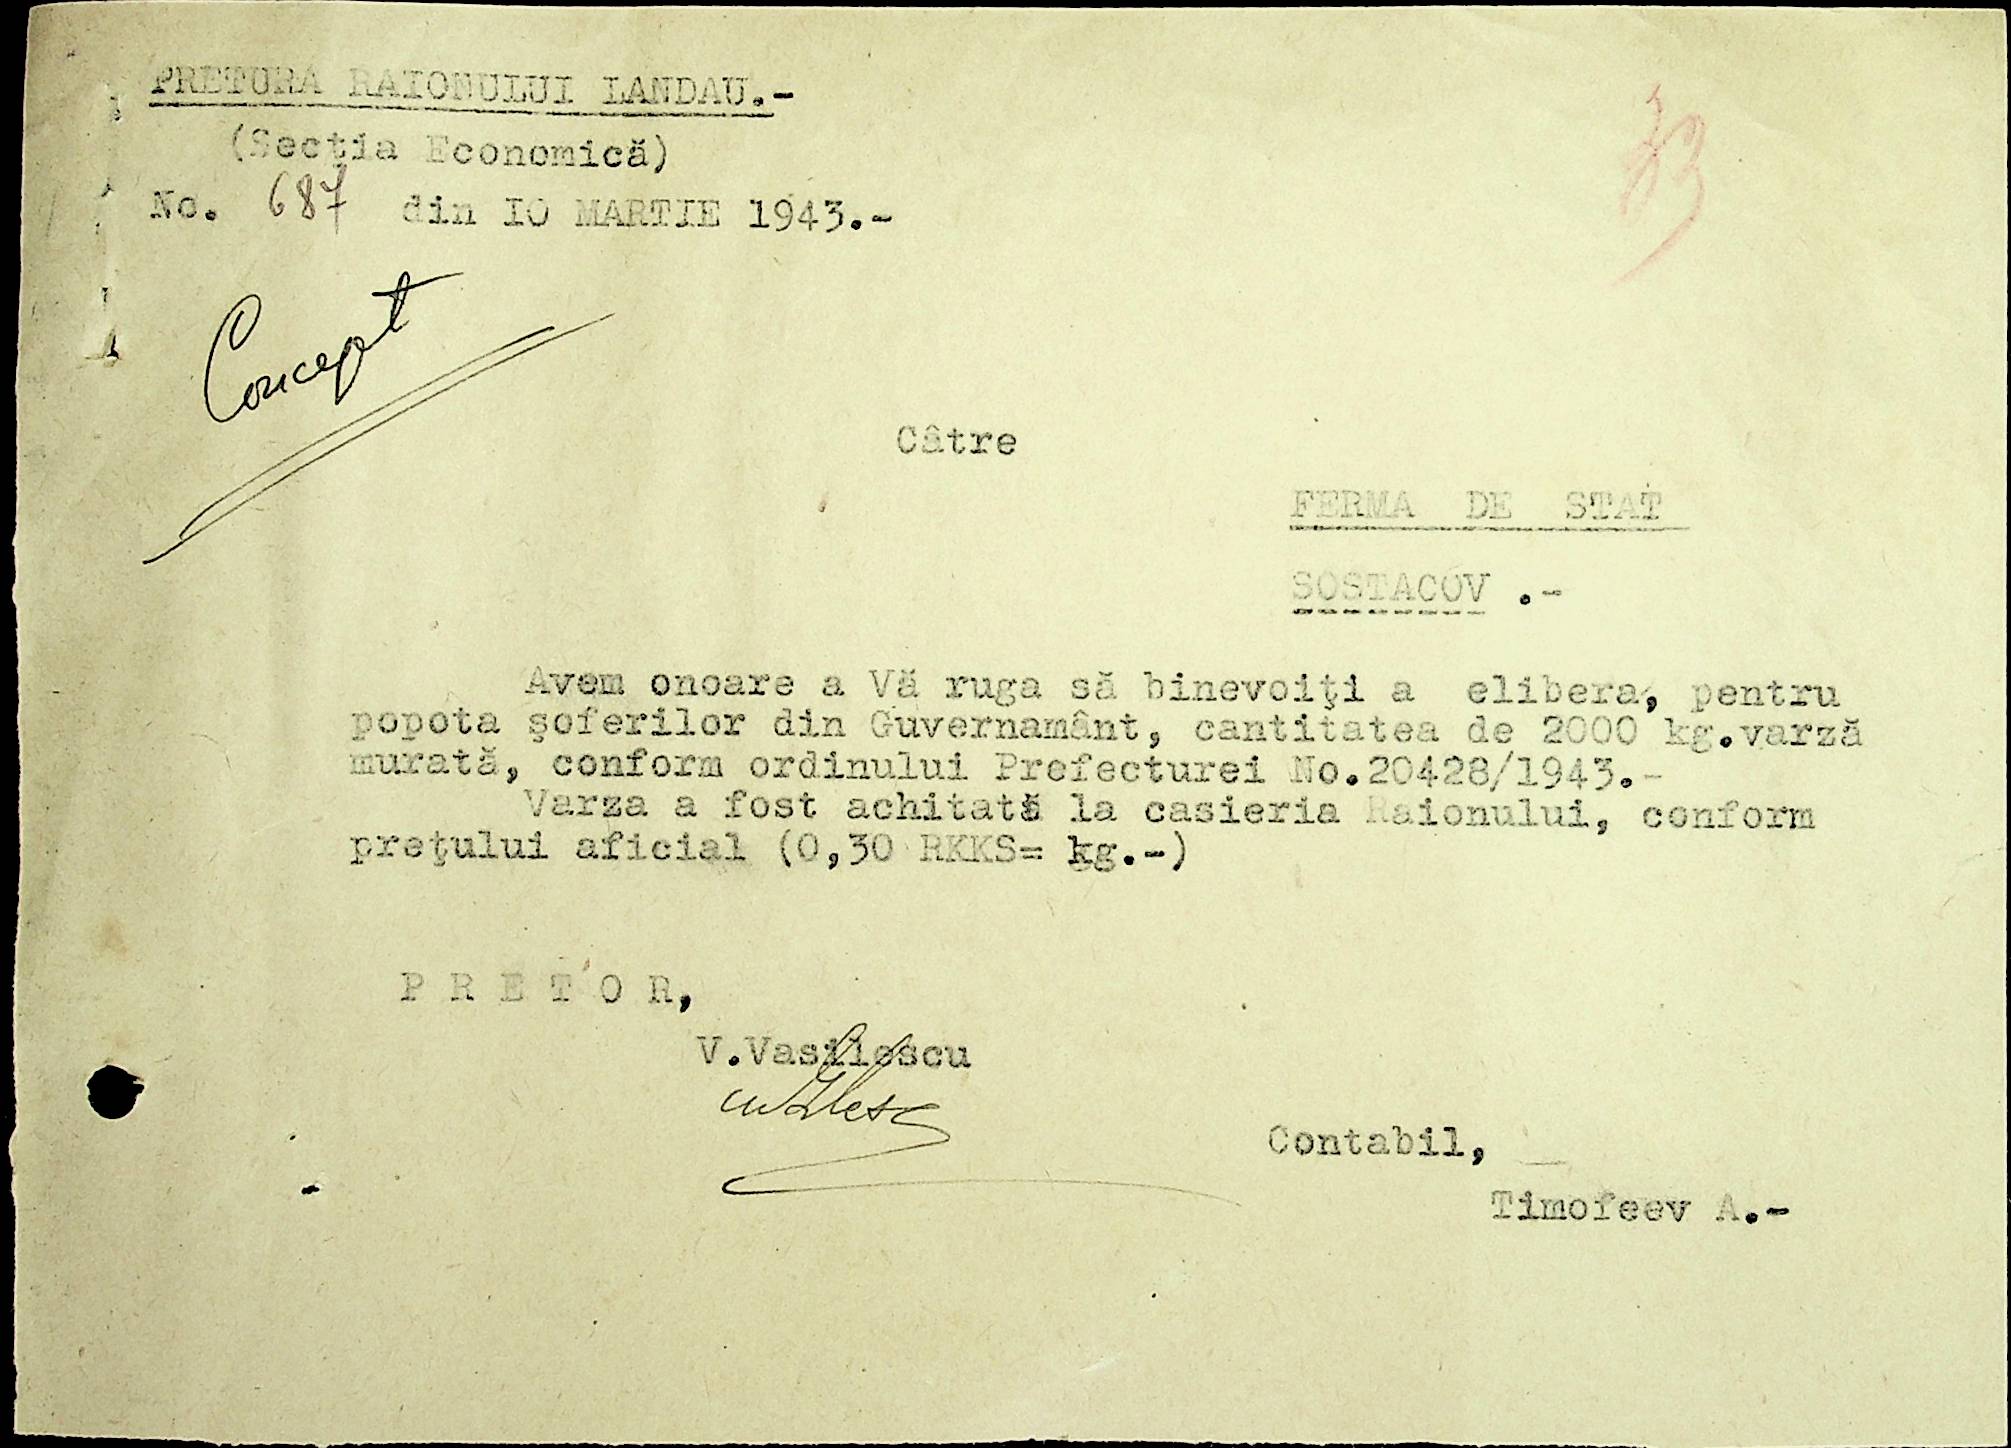 PRETURA RAIONULUI LANDAU.-
(Secţia Economică)
No. 687 din IO MARTIE 1943.-
33
Concept
Câtre
FERMA DE STAT
SOSTACOV .-
Avem onoare a Vă ruga să binevoiţi a elibera, pentru
popota şoferilor din Guvernamânt, cantitatea de 2000 kg.varză
murată, conform ordinului Prefecturei No.20428/1943.-
Varza a fost achitată la casieria Raionului, conform
preţului aficial (0,30 RKKS= kg.-)
P R E T O R,
V.Vasilescu
Contabil,
Timofeev A.-